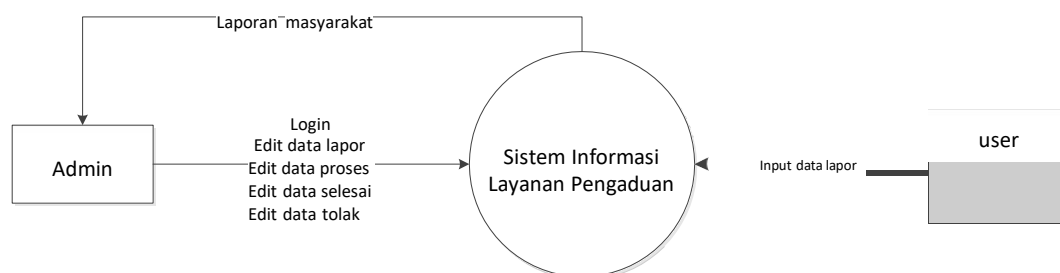 Laporan masyarakat
Admin
Login
Edit data lapor
Edit data proses
Edit data selesai
Edit data tolak
Sistem Informasi
Layanan Pengaduan
Input data lapor
user